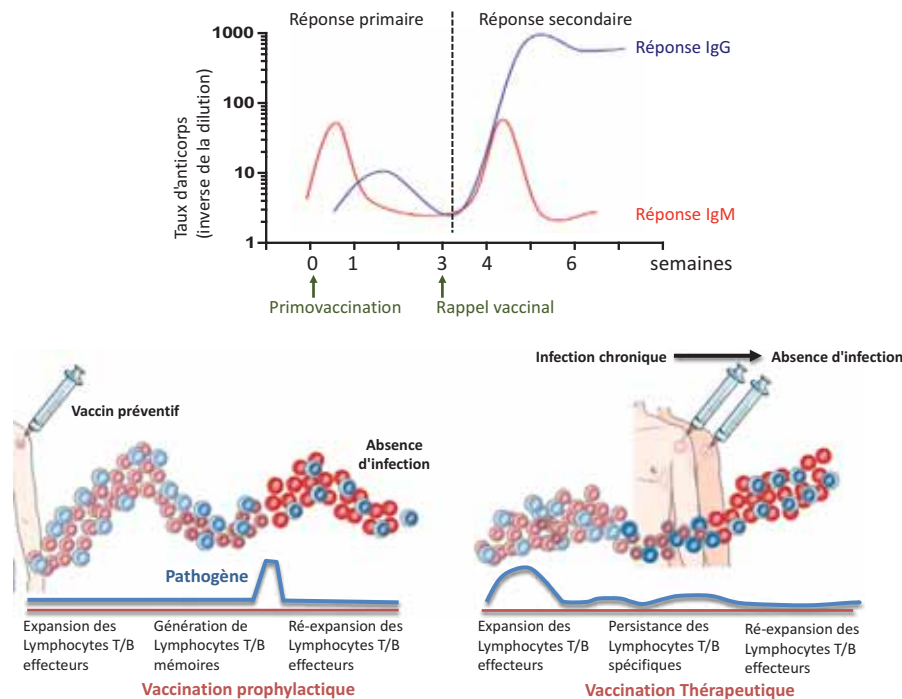 Réponse primaire
Réponse secondaire
1000
100
10
1
Taux d'anticorps
(inverse de la dilution)
Réponse IgG
Réponse IgM
0 1 3 4 6 semaines
Primovaccination
Rappel vaccinal
Vaccin préventif
Absence
d'infection
Pathogène
Expansion des
Lymphocytes T/B
effecteurs
Génération de
Lymphocytes T/B
mémoires
Ré-expansion des
Lymphocytes T/B
effecteurs
Vaccination prophylactique
Infection chronique
Absence d'infection
Expansion des
Lymphocytes T/B
effecteurs
Persistance des
Lymphocytes T/B
spécifiques
Ré-expansion des
Lymphocytes T/B
effecteurs
Vaccination Thérapeutique